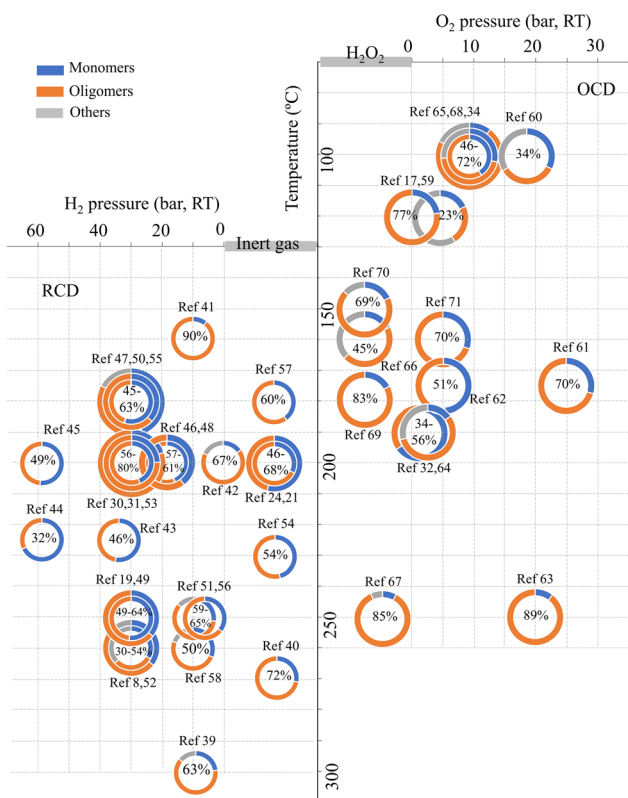 O2 pressure (bar, RT)
H2O2
0
10
20
30
Monomers
Oligomers
Others
OCD
Ref 65,68,34
Ref 60
46-
72%
34%
Temperature (ºC)
100
Ref 17,59
77%
23%
H2 pressure (bar, RT)
60
40
20
0
Inert gas
RCD
Ref 70
69%
45%
Ref 41
90%
150
Ref 71
70%
Ref 61
70%
Ref 47,50,55
45-
63%
Ref 57
60%
Ref 66
83%
Ref 69
51%
Ref 62
34-
56%
Ref 32,64
Ref 45
49%
Ref 46,48
56-
80%
57-
61%
67%
Ref 42
46-
68%
Ref 24,21
200
Ref 30,31,53
Ref 44
32%
Ref 43
46%
Ref 54
54%
Ref 19,49
49-64%
30-54%
Ref 8,52
Ref 51,56
59-
65%
50%
Ref 58
Ref 67
85%
Ref 63
89%
250
Ref 40
72%
Ref 39
63%
300